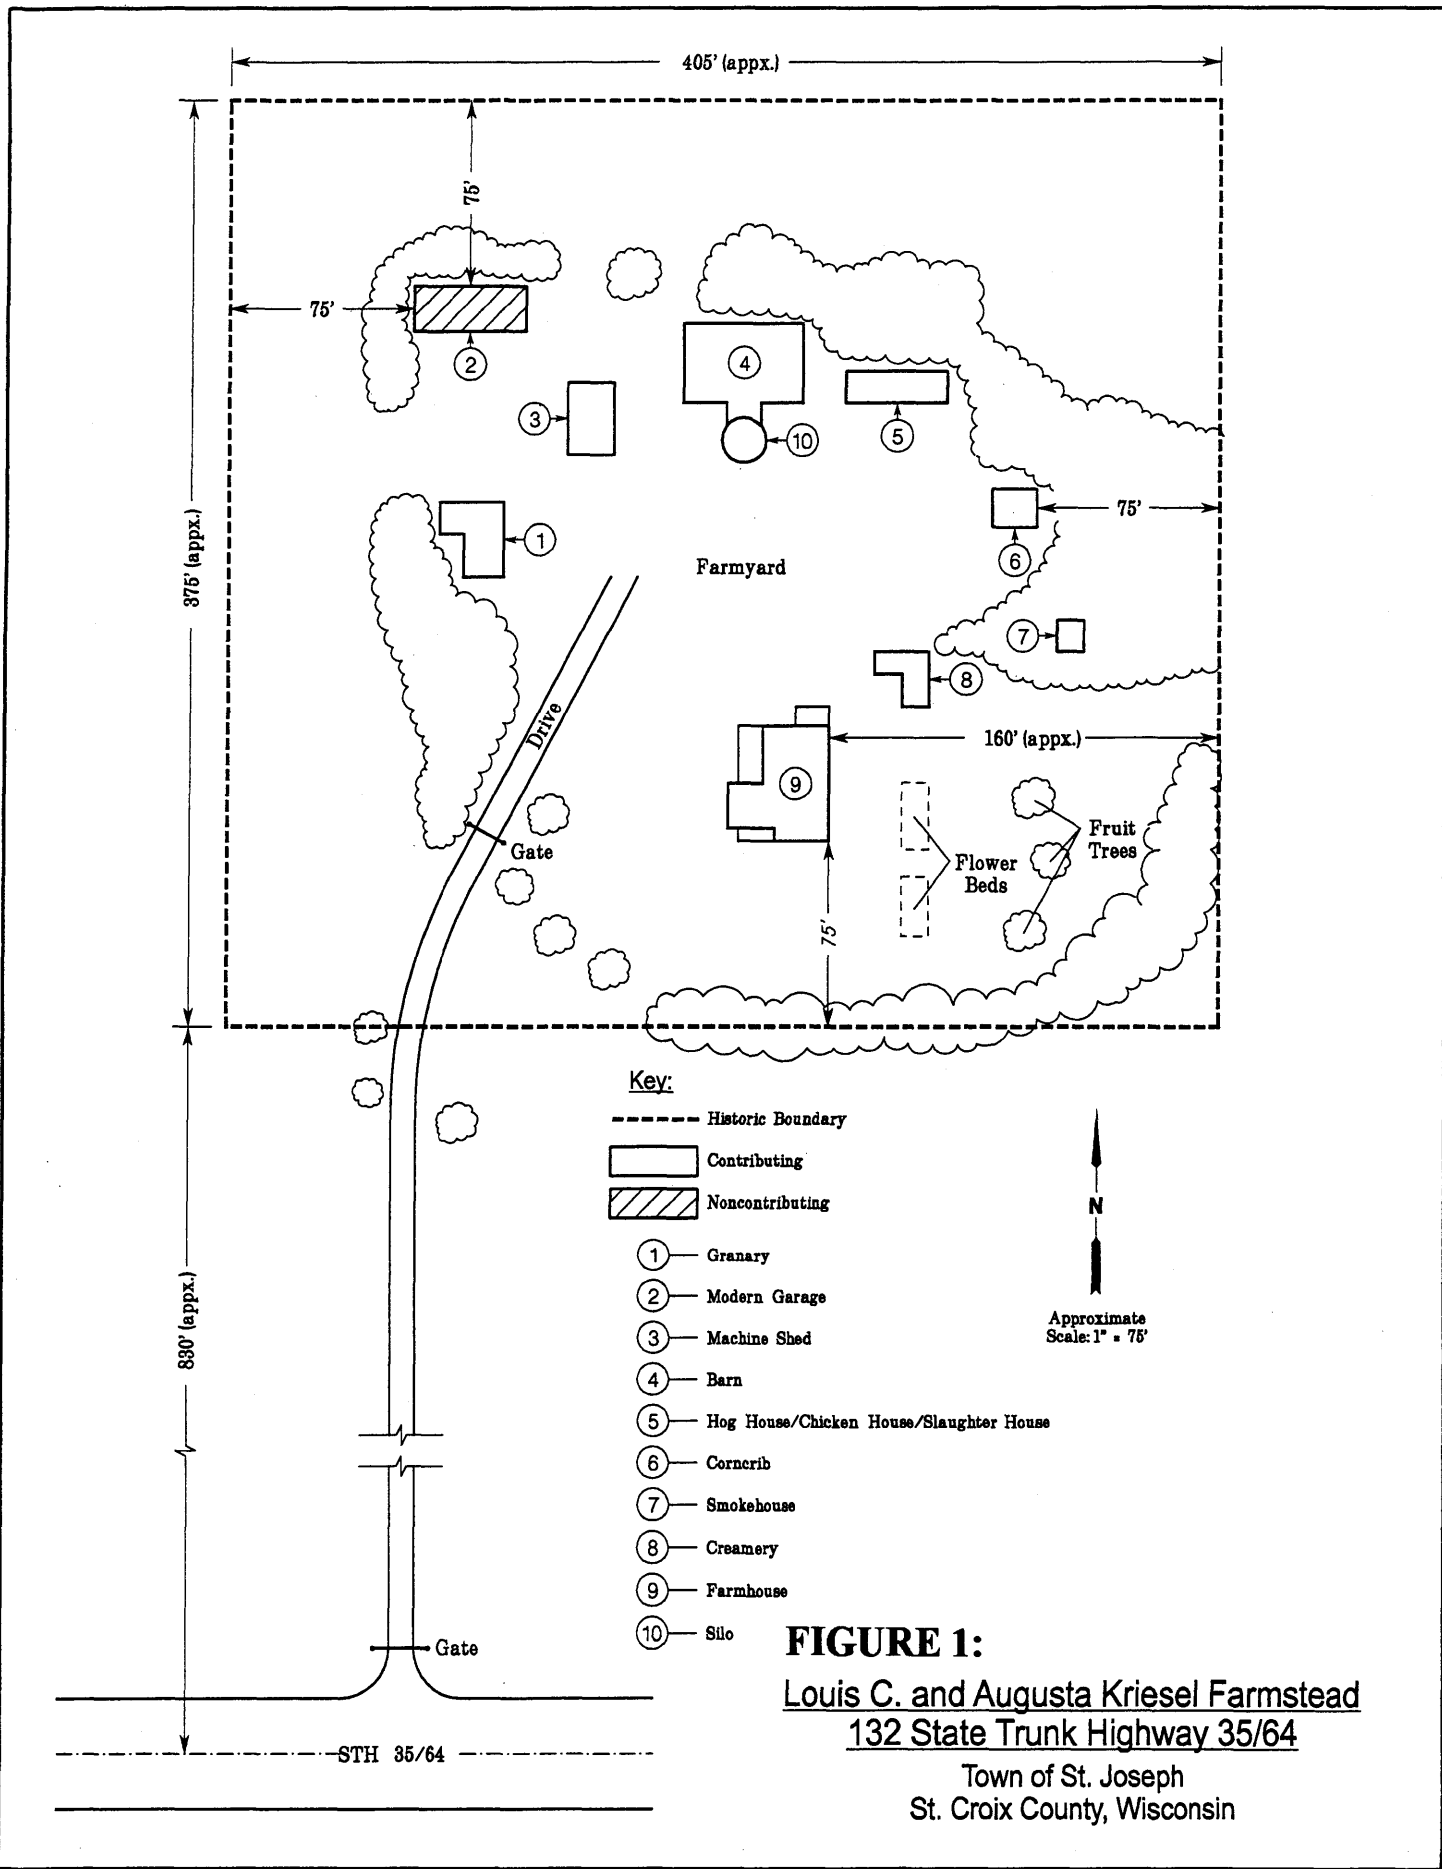 405' (appx.)
75'
75'
2
4
3
10
5
375' (appx.)
1
75'
6
Farmyard
7
8
Drive
160' (appx.)
9
Gate
Fruit
Trees
Flower
Beds
75'
Key:
Historic Boundary
Contributing
Noncontributing
N
1 Granary
2 Modern Garage
3 Machine Shed
4 Barn
5 Hog House/Chicken House/Slaughter House
6 Corncrib
7 Smokehouse
8 Creamery
9 Farmhouse
10 Silo
Approximate
Scale: 1" = 75'
830' (appx.)
Gate
STH 35/64
FIGURE 1:
Louis C. and Augusta Kriesel Farmstead
132 State Trunk Highway 35/64
Town of St. Joseph
St. Croix County, Wisconsin